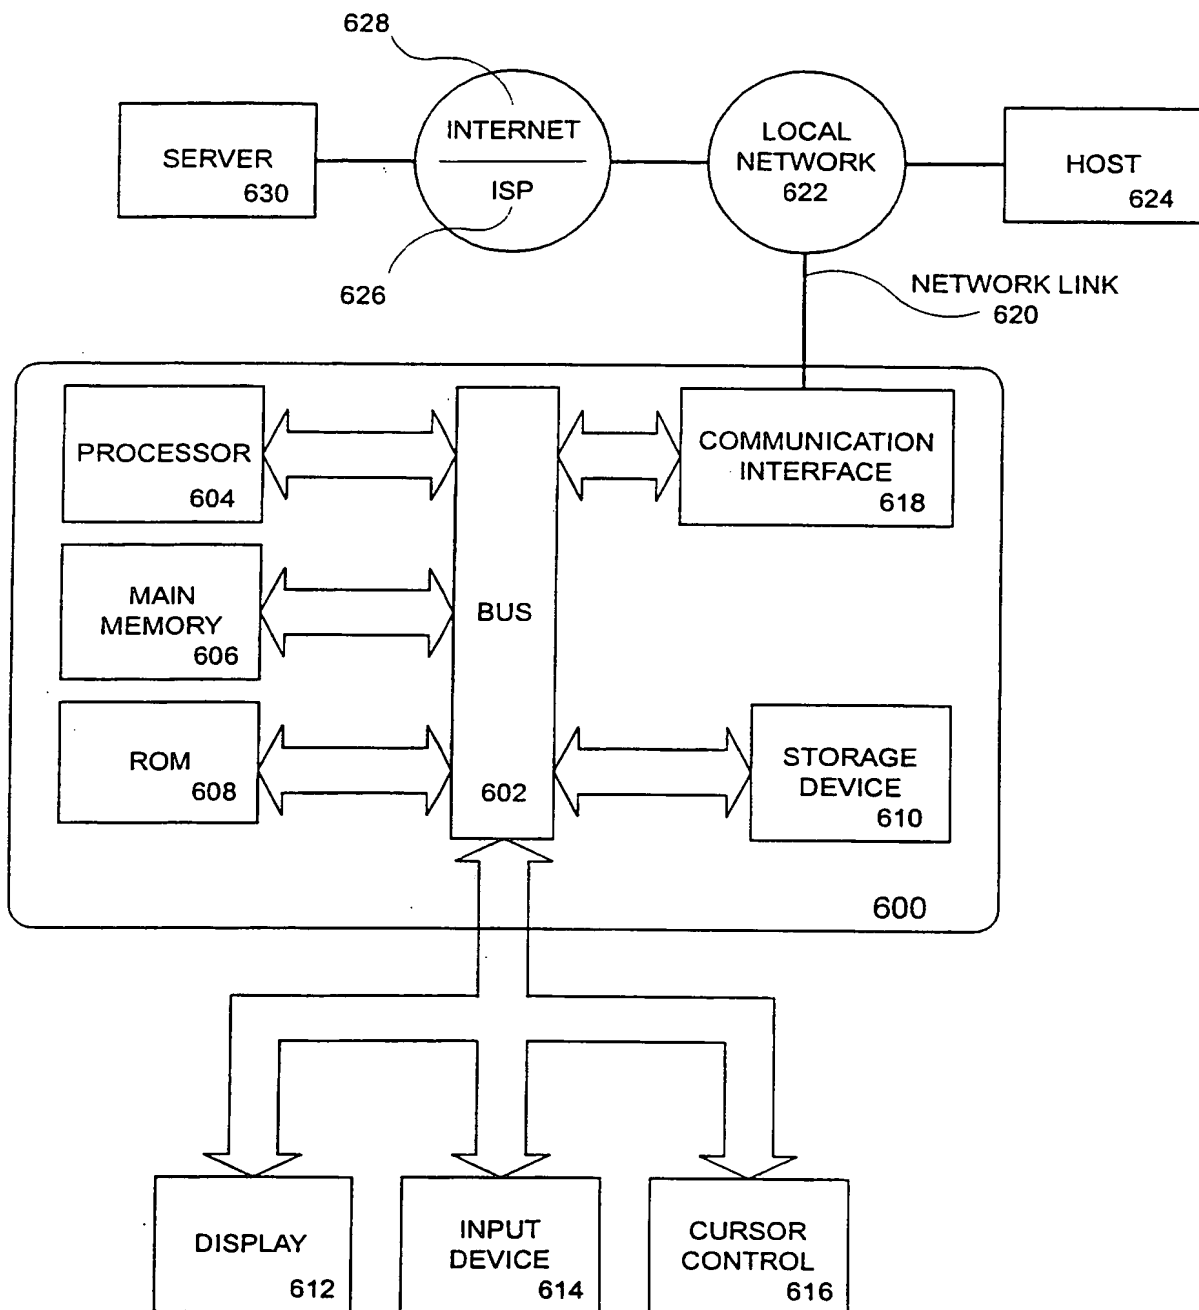 628
SERVER
630
INTERNET
ISP
626
LOCAL
NETWORK
622
HOST
624
NETWORK LINK
620
PROCESSOR
604
COMMUNICATION
INTERFACE
618
MAIN
MEMORY
606
BUS
602
ROM
608
STORAGE
DEVICE
610
600
DISPLAY
612
INPUT
DEVICE
614
CURSOR
CONTROL
616